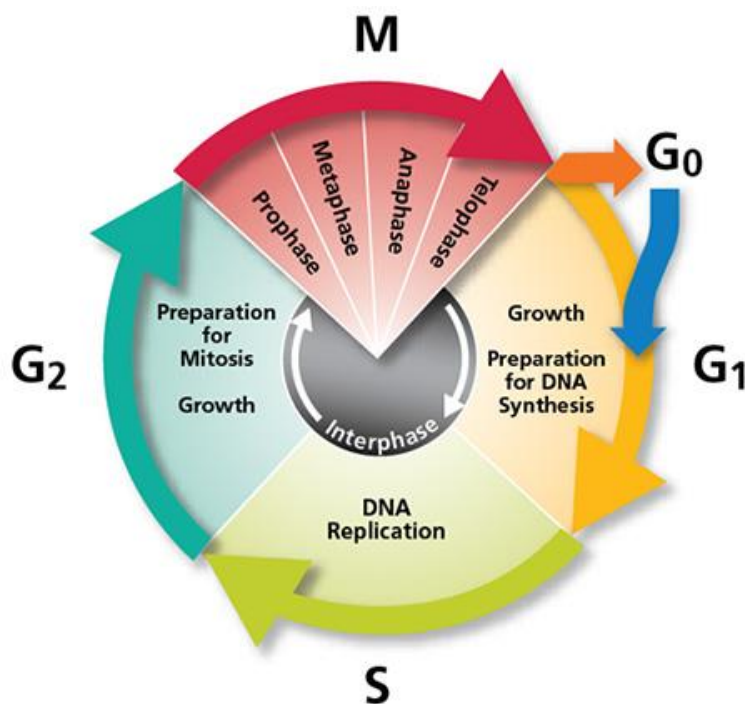 M
Prophase
Metaphase
Anaphase
Telophase
G₀
Preparation
for
Mitosis
Growth
G₂
Growth
Preparation
for DNA
Synthesis
G₁
Interphase
DNA
Replication
S